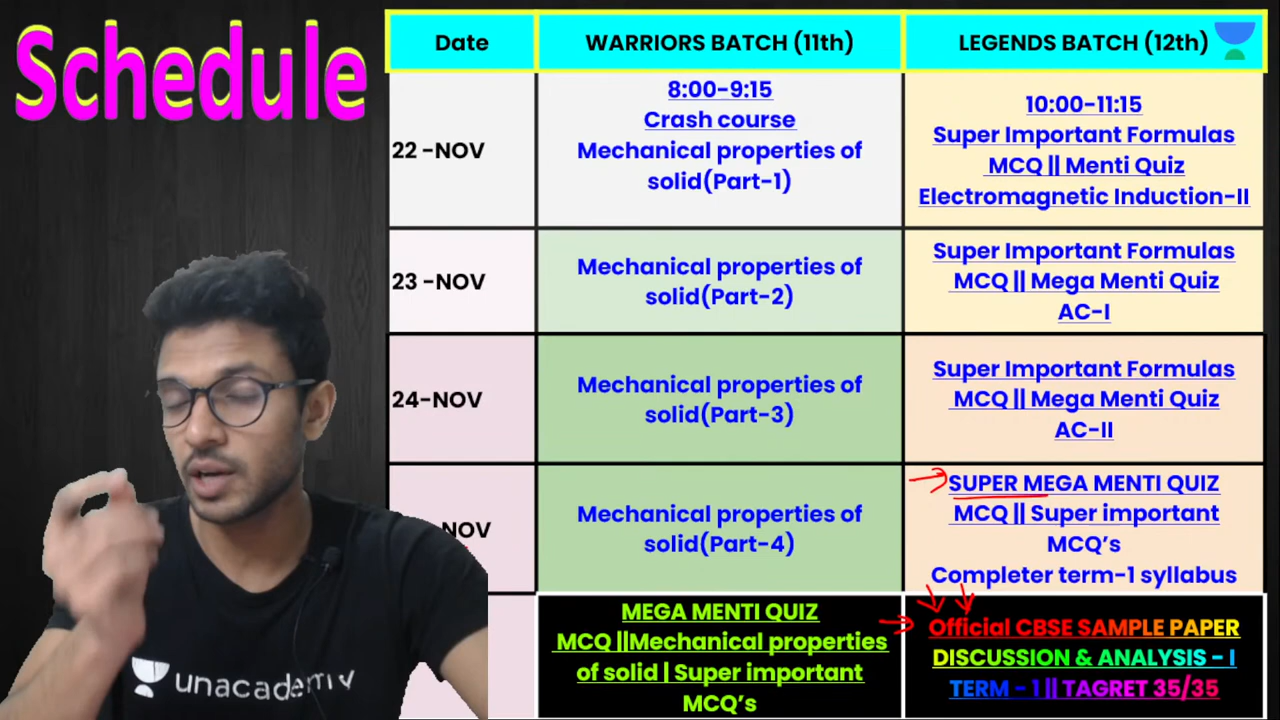 Schedule
Date
WARRIORS BATCH (11th)
LEGENDS BATCH (12th)
22 -NOV
8:00-9:15
Crash course
Mechanical properties of
solid(Part-1)
10:00-11:15
Super Important Formulas
MCQ || Menti Quiz
Electromagnetic Induction-II
23 -NOV
Mechanical properties of
solid(Part-2)
Super Important Formulas
MCQ || Mega Menti Quiz
AC-I
24-NOV
Mechanical properties of
solid(Part-3)
Super Important Formulas
MCQ || Mega Menti Quiz
AC-II
-NOV
Mechanical properties of
solid(Part-4)
SUPER MEGA MENTI QUIZ
MCQ || Super important
MCQ's
Completer term-1 syllabus
MEGA MENTI QUIZ
MCQ ||Mechanical properties
of solid | Super important
MCQ's
Official CBSE SAMPLE PAPER
DISCUSSION & ANALYSIS - I
TERM - 1 || TAGRET 35/35
unacademy